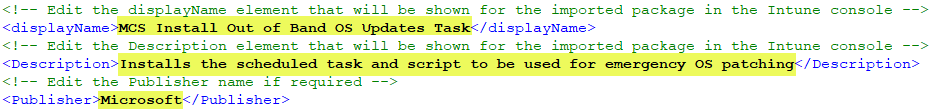 <!-- Edit the displayName element that will be shown for the imported package in the Intune console -->
<displayName>MCS Install Out of Band OS Updates Task</displayName>
<!-- Edit the Description element that will be shown for the imported package in the Intune console -->
<Description>Installs the scheduled task and script to be used for emergency OS patching</Description>
<!-- Edit the Publisher name if required -->
<Publisher>Microsoft</Publisher>